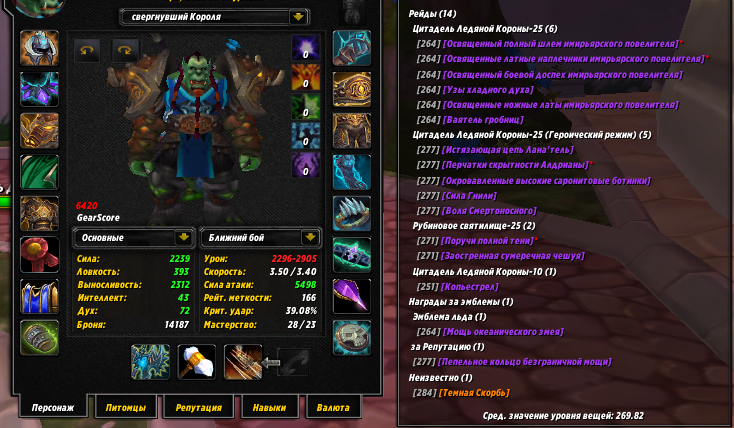 свергнувший Короля
0
0
0
0
0
6420
GearScore
Основные
Ближний бой
Сила: 2239
Ловкость: 393
Выносливость: 2312
Интеллект: 43
Дух: 72
Броня: 14187
Урон: 2296-2905
Скорость: 3.50 / 3.40
Сила атаки: 5498
Рейт. меткости: 166
Крит. удар: 39.08%
Мастерство: 28 / 23
Персонаж
Питомцы
Репутация
Навыки
Валюта
Рейды (14)
Цитадель Ледяной Короны-25 (6)
[264] [Освященный полный шлем имирьярского повелителя]*
[264] [Освященные латные наплечники имирьярского повелителя]*
[264] [Освященный боевой доспех имирьярского повелителя]
[264] [Узы хладного духа]
[264] [Освященные ножные латы имирьярского повелителя]
[264] [Ваятель гробниц]
Цитадель Ледяной Короны-25 (Героический режим) (5)
[277] [Истязающая цепь Лана'тель]
[277] [Перчатки скрытности Алдрианы]*
[277] [Окровавленные высокие саронитовые ботинки]
[277] [Сила Гнили]
[277] [Воля Смертоносного]
Рубиновое святилище-25 (2)
[271] [Поручи полной тени]*
[271] [Заостренная сумеречная чешуя]
Цитадель Ледяной Короны-10 (1)
[251] [Копьестрел]
Награды за эмблемы (1)
Эмблема льда (1)
[264] [Мощь океанического змея]
за Репутацию (1)
[277] [Пепельное кольцо безграничной мощи]
Неизвестно (1)
[284] [Темная Скорбь]
Сред. значение уровня вещей: 269.82